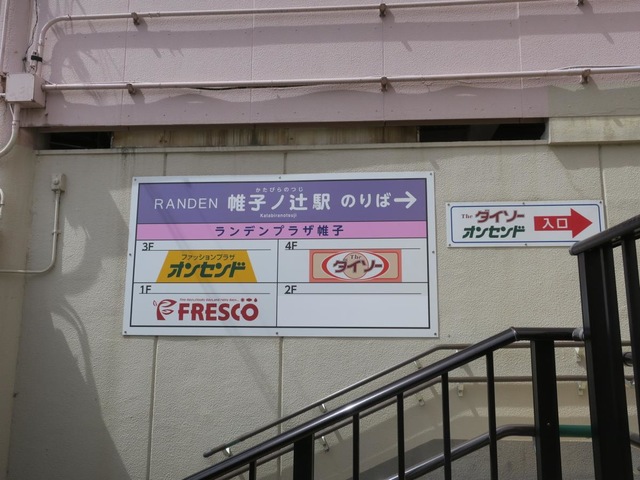 かたびらのつじ
RANDEN 帷子ノ辻駅 のりば→
Katabiranotsuji
ランデンプラザ帷子
3F
ファッションプラザ
オンセンド
4F
The
ダイソー
1F
FRESCO
2F
The ダイソー
オンセンド
入口